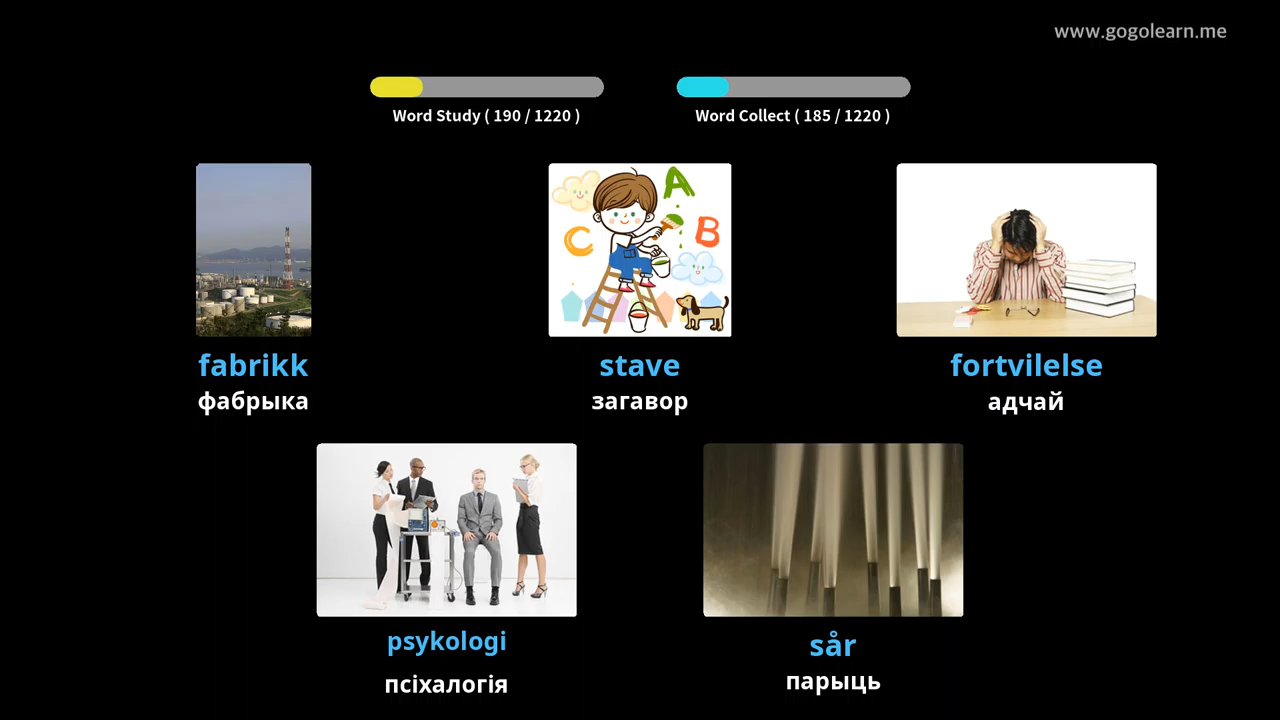 www.gogolearn.me
Word Study ( 190 / 1220 )
Word Collect ( 185 / 1220 )
A
B
C
fabrikk
фабрыка
stave
загавор
fortvilelse
адчай
psykologi
псіхалогія
sår
парыць